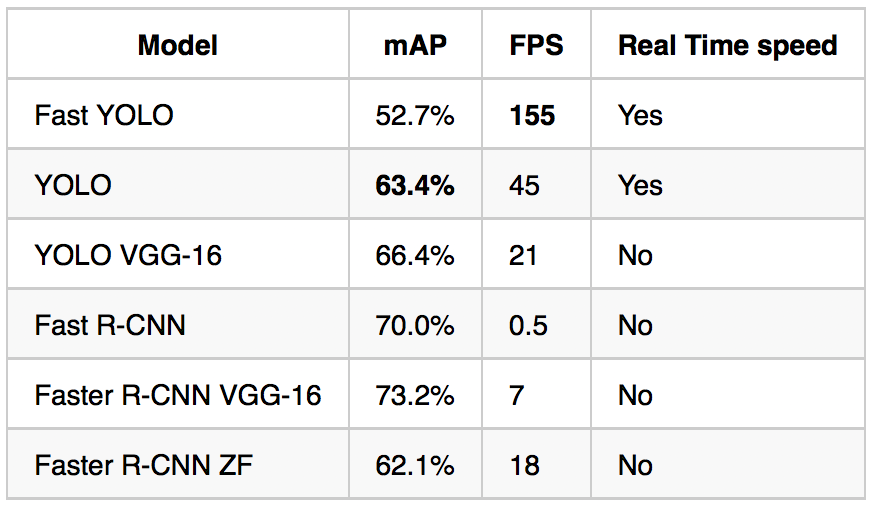 Model mAP FPS Real Time speed
Fast YOLO 52.7% 155 Yes
YOLO 63.4% 45 Yes
YOLO VGG-16 66.4% 21 No
Fast R-CNN 70.0% 0.5 No
Faster R-CNN VGG-16 73.2% 7 No
Faster R-CNN ZF 62.1% 18 No